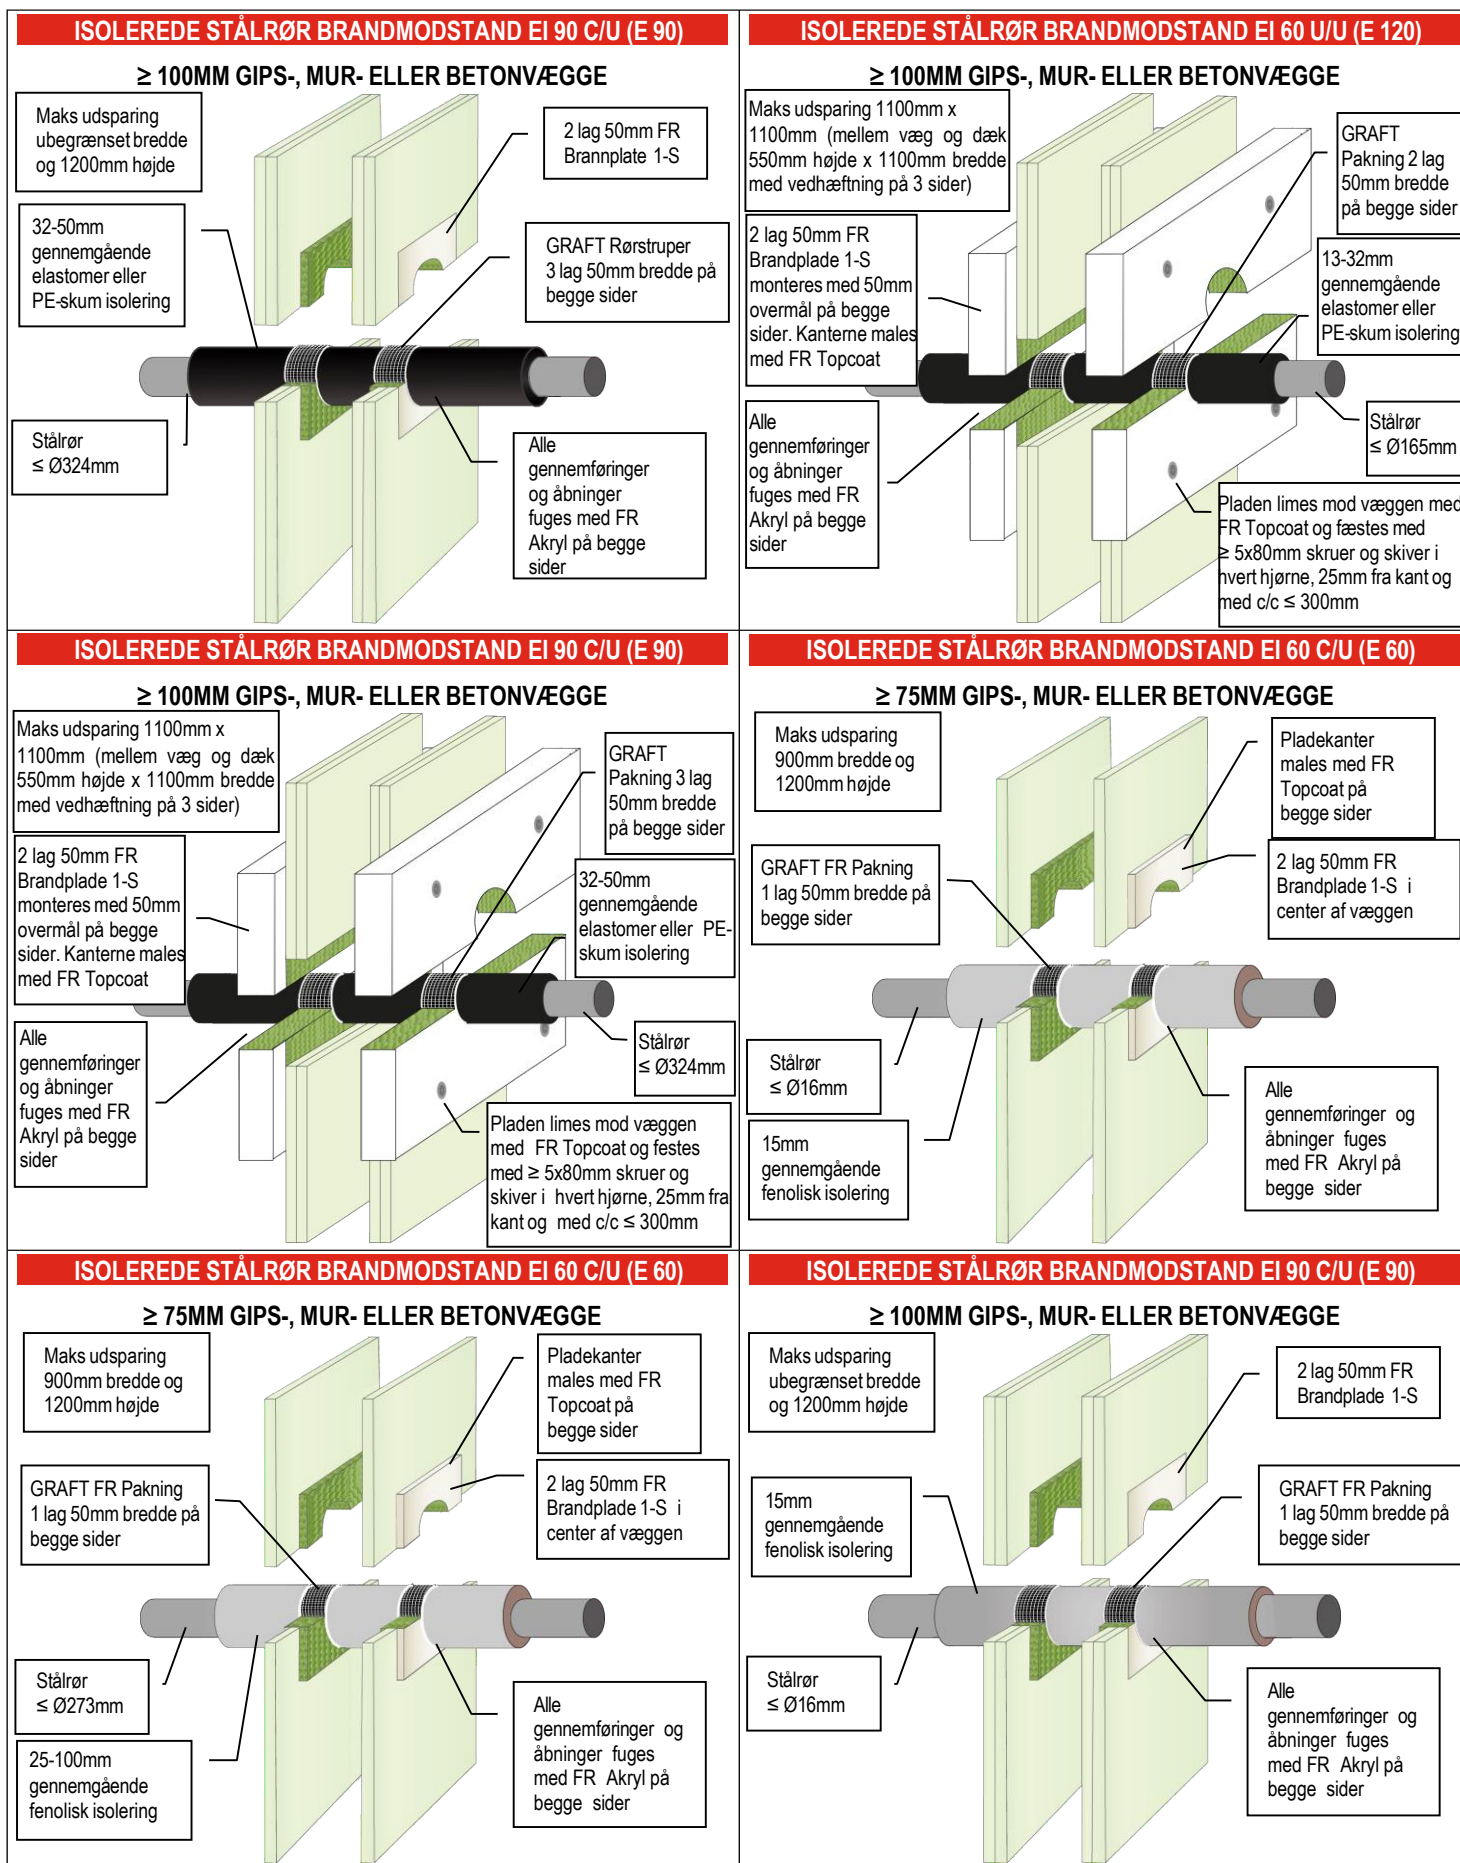 ISOLEREDE STÅLRØR BRANDMODSTAND EI 90 C/U (E 90)
≥ 100MM GIPS-, MUR- ELLER BETONVÆGGE
Maks udsparing
ubegrænset bredde
og 1200mm højde
2 lag 50mm FR
Brannplate 1-S
32-50mm
gennemgående
elastomer eller
PE-skum isolering
GRAFT Rørstruper
3 lag 50mm bredde på
begge sider
Stålrør
≤ Ø324mm
Alle
gennemføringer
og åbninger
fuges med FR
Akryl på begge
sider
ISOLEREDE STÅLRØR BRANDMODSTAND EI 60 U/U (E 120)
≥ 100MM GIPS-, MUR- ELLER BETONVÆGGE
Maks udsparing 1100mm x
1100mm (mellem væg og dæk
550mm højde x 1100mm bredde
med vedhæftning på 3 sider)
GRAFT
Pakning 2 lag
50mm bredde
på begge sider
2 lag 50mm FR
Brandplade 1-S
monteres med 50mm
overmål på begge
sider. Kanterne males
med FR Topcoat
13-32mm
gennemgående
elastomer eller
PE-skum isolering
Alle
gennemføringer
og åbninger
fuges med FR
Akryl på begge
sider
Stålrør
≤ Ø165mm
Pladen limes mod væggen med
FR Topcoat og fæstes med
≥ 5x80mm skruer og skiver i
hvert hjørne, 25mm fra kant og
med c/c ≤ 300mm
ISOLEREDE STÅLRØR BRANDMODSTAND EI 90 C/U (E 90)
≥ 100MM GIPS-, MUR- ELLER BETONVÆGGE
Maks udsparing 1100mm x
1100mm (mellem væg og dæk
550mm højde x 1100mm bredde
med vedhæftning på 3 sider)
GRAFT
Pakning 3 lag
50mm bredde
på begge sider
2 lag 50mm FR
Brandplade 1-S
monteres med 50mm
overmål på begge
sider. Kanterne males
med FR Topcoat
32-50mm
gennemgående
elastomer eller PE-
skum isolering
Alle
gennemføringer
og åbninger
fuges med FR
Akryl på begge
sider
Stålrør
≤ Ø324mm
Pladen limes mod væggen
med FR Topcoat og festes
med ≥ 5x80mm skruer og
skiver i hvert hjørne, 25mm fra
kant og med c/c ≤ 300mm
ISOLEREDE STÅLRØR BRANDMODSTAND EI 60 C/U (E 60)
≥ 75MM GIPS-, MUR- ELLER BETONVÆGGE
Maks udsparing
900mm bredde og
1200mm højde
Pladekanter
males med FR
Topcoat på
begge sider
GRAFT FR Pakning
1 lag 50mm bredde på
begge sider
2 lag 50mm FR
Brandplade 1-S i
center af væggen
Stålrør
≤ Ø16mm
15mm
gennemgående
fenolisk isolering
Alle
gennemføringer og
åbninger fuges
med FR Akryl på
begge sider
ISOLEREDE STÅLRØR BRANDMODSTAND EI 60 C/U (E 60)
≥ 75MM GIPS-, MUR- ELLER BETONVÆGGE
Maks udsparing
900mm bredde og
1200mm højde
Pladekanter
males med FR
Topcoat på
begge sider
GRAFT FR Pakning
1 lag 50mm bredde på
begge sider
2 lag 50mm FR
Brandplade 1-S i
center af væggen
Stålrør
≤ Ø273mm
25-100mm
gennemgående
fenolisk isolering
Alle
gennemføringer og
åbninger fuges
med FR Akryl på
begge sider
ISOLEREDE STÅLRØR BRANDMODSTAND EI 90 C/U (E 90)
≥ 100MM GIPS-, MUR- ELLER BETONVÆGGE
Maks udsparing
ubegrænset bredde
og 1200mm højde
2 lag 50mm FR
Brandplade 1-S
15mm
gennemgående
fenolisk isolering
GRAFT FR Pakning
1 lag 50mm bredde på
begge sider
Stålrør
≤ Ø16mm
Alle
gennemføringer og
åbninger fuges
med FR Akryl på
begge sider